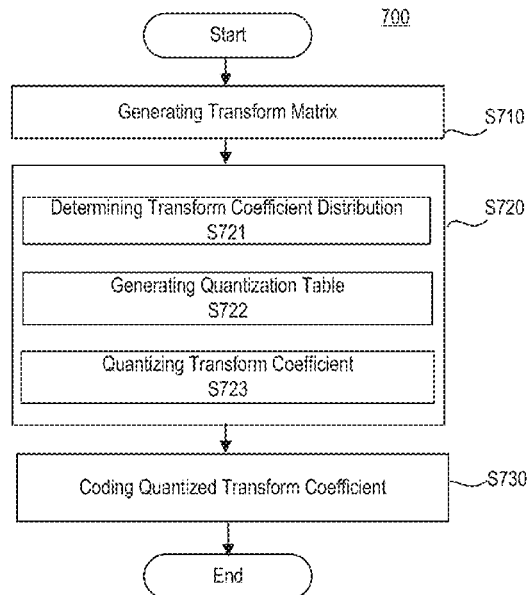 700
Start
Generating Transform Matrix
S710
Determining Transform Coefficient Distribution
S721
S720
Generating Quantization Table
S722
Quantizing Transform Coefficient
S723
Coding Quantized Transform Coefficient
S730
End